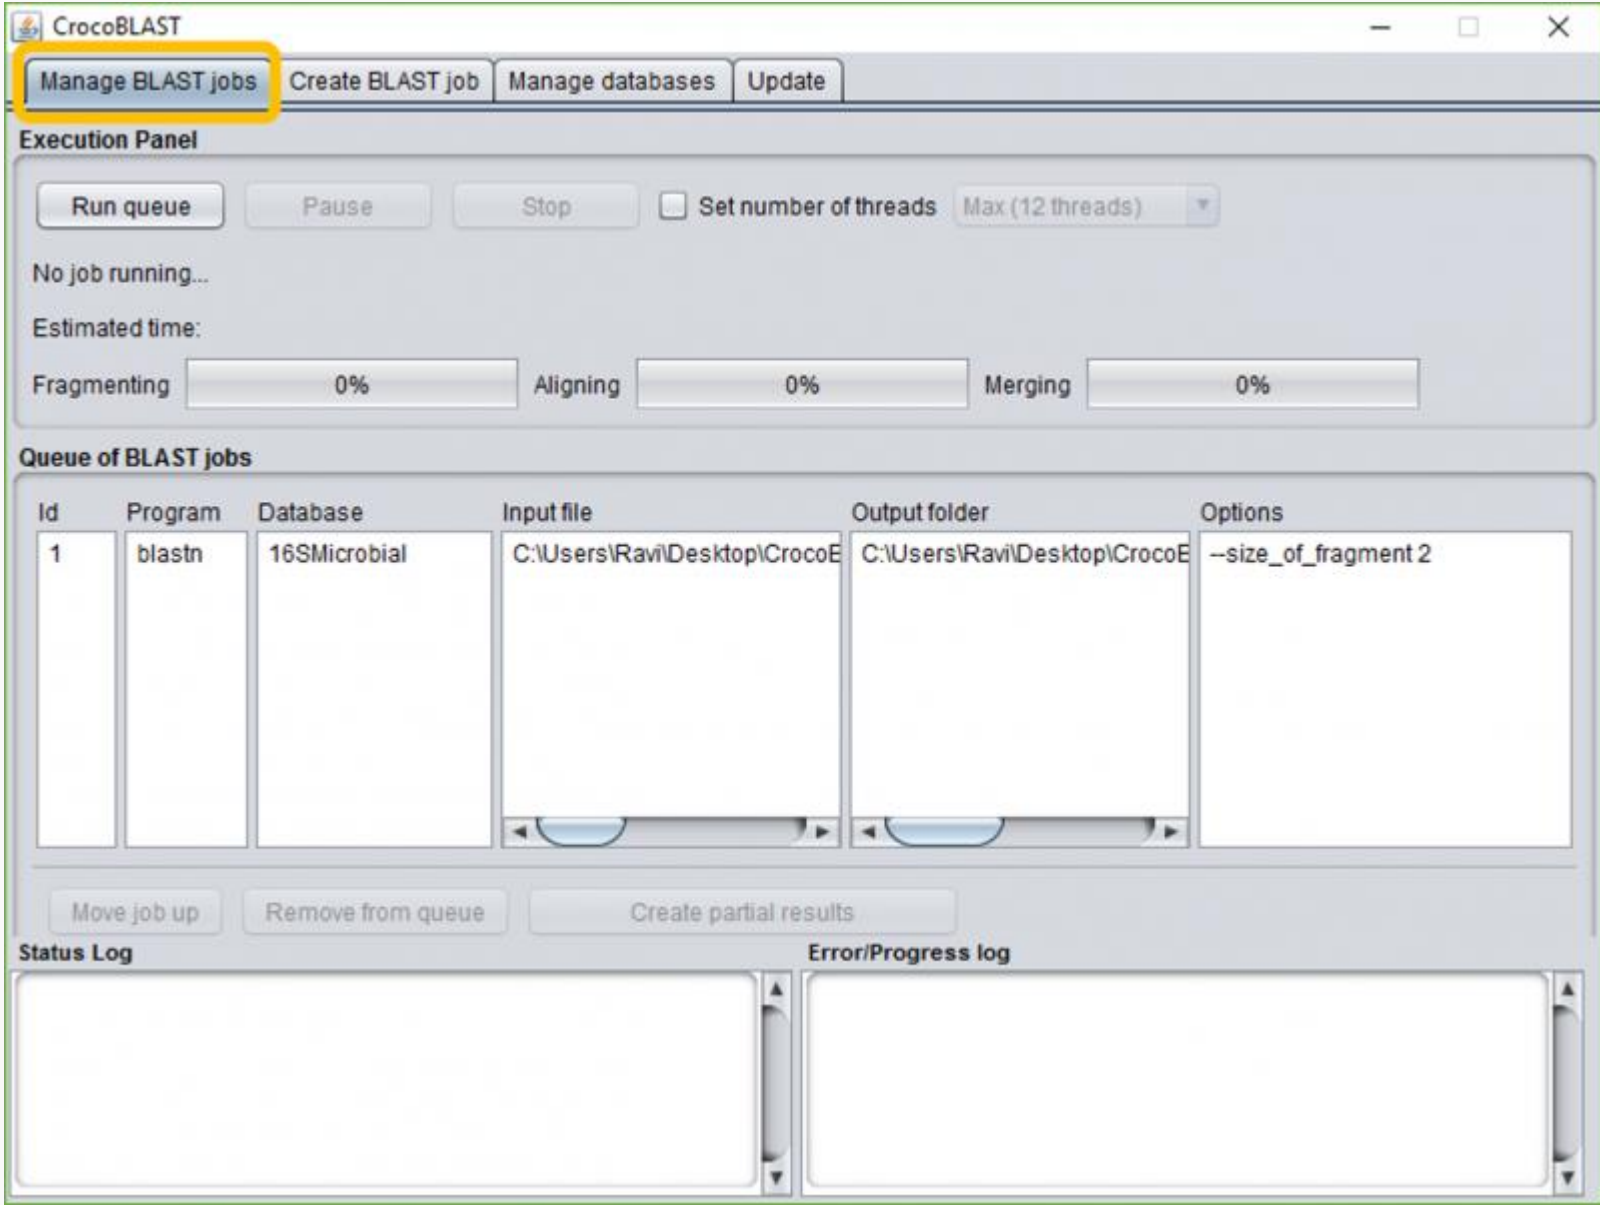 CrocoBLAST
Manage BLAST jobs Create BLAST job Manage databases Update
Execution Panel
Run queue Pause Stop Set number of threads Max (12 threads)
No job running...
Estimated time:
Fragmenting 0% Aligning 0% Merging 0%
Queue of BLAST jobs
Id Program Database Input file Output folder Options
1 blastn 16SMicrobial C:\Users\Ravi\Desktop\CrocoE C:\Users\Ravi\Desktop\CrocoE --size_of_fragment 2
Move job up Remove from queue Create partial results
Status Log Error/Progress log